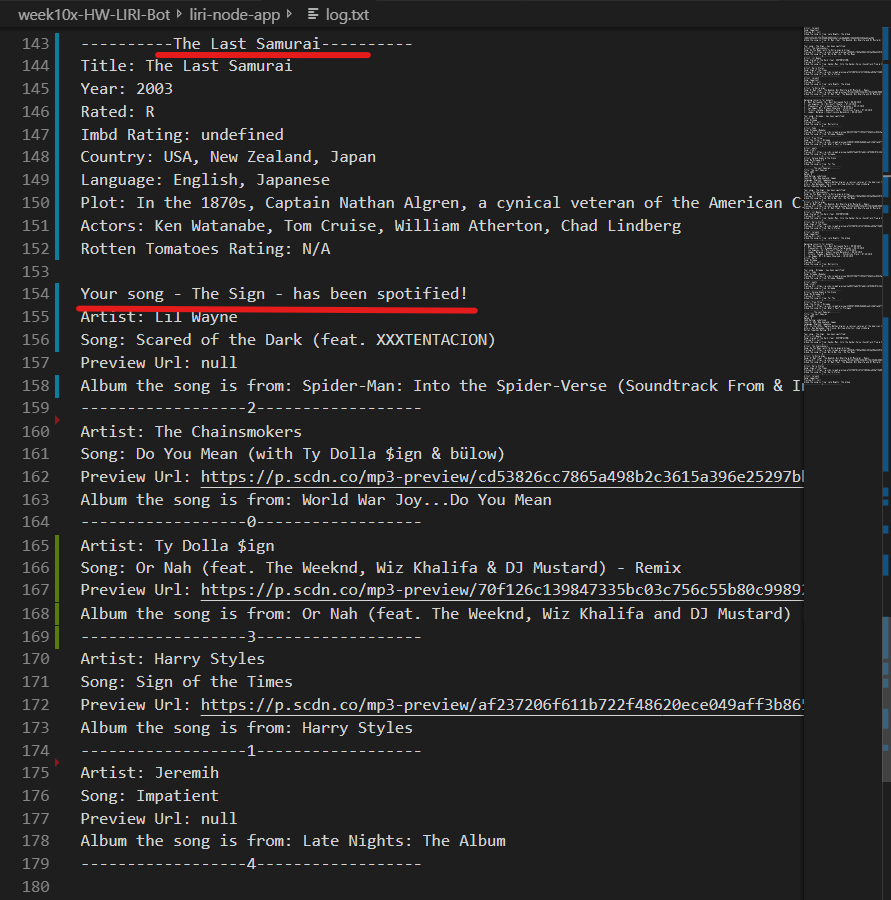 week10x-HW-LIRI-Bot › liri-node-app › log.txt
143 ----------The Last Samurai----------
144 Title: The Last Samurai
145 Year: 2003
146 Rated: R
147 Imbd Rating: undefined
148 Country: USA, New Zealand, Japan
149 Language: English, Japanese
150 Plot: In the 1870s, Captain Nathan Algren, a cynical veteran of the American C
151 Actors: Ken Watanabe, Tom Cruise, William Atherton, Chad Lindberg
152 Rotten Tomatoes Rating: N/A
153
154 Your song - The Sign - has been spotified!
155 Artist: Lil Wayne
156 Song: Scared of the Dark (feat. XXXTENTACION)
157 Preview Url: null
158 Album the song is from: Spider-Man: Into the Spider-Verse (Soundtrack From & I
159 ------------------2------------------
160 Artist: The Chainsmokers
161 Song: Do You Mean (with Ty Dolla $ign & bülow)
162 Preview Url: https://p.scdn.co/mp3-preview/cd53826cc7865a498b2c3615a396e25297b
163 Album the song is from: World War Joy...Do You Mean
164 ------------------0------------------
165 Artist: Ty Dolla $ign
166 Song: Or Nah (feat. The Weeknd, Wiz Khalifa & DJ Mustard) - Remix
167 Preview Url: https://p.scdn.co/mp3-preview/70f126c139847335bc03c756c55b80c9989
168 Album the song is from: Or Nah (feat. The Weeknd, Wiz Khalifa and DJ Mustard)
169 ------------------3------------------
170 Artist: Harry Styles
171 Song: Sign of the Times
172 Preview Url: https://p.scdn.co/mp3-preview/af237206f611b722f48620ece049aff3b86
173 Album the song is from: Harry Styles
174 ------------------1------------------
175 Artist: Jeremih
176 Song: Impatient
177 Preview Url: null
178 Album the song is from: Late Nights: The Album
179 ------------------4------------------
180